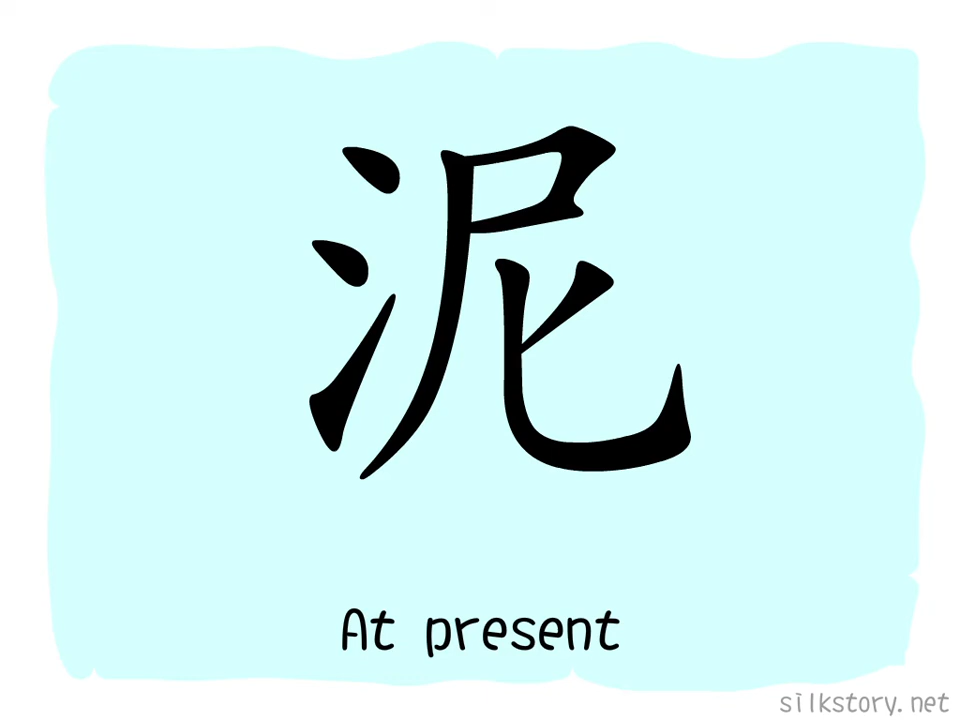 泥
At present
silkstory.net